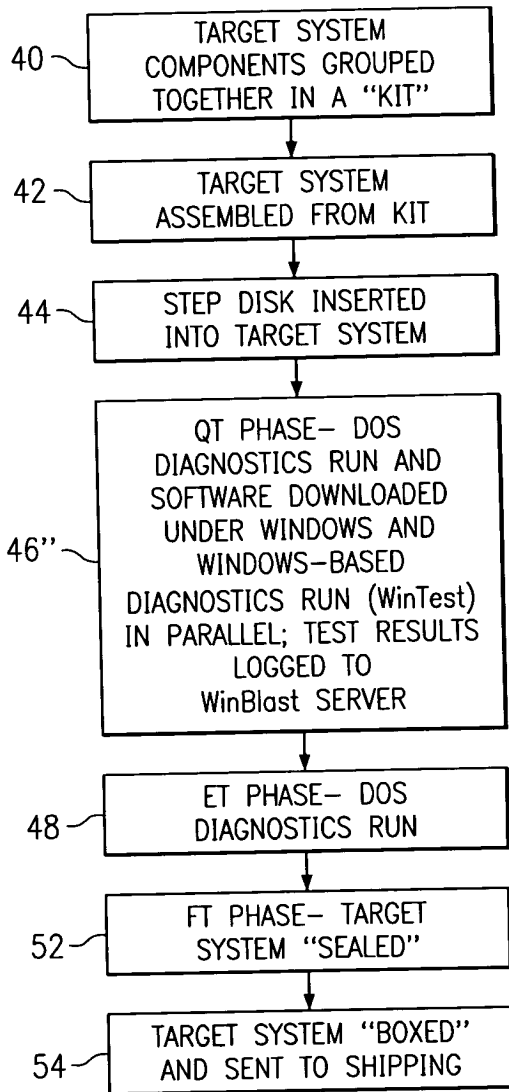 40
TARGET SYSTEM
COMPONENTS GROUPED
TOGETHER IN A “KIT”
42
TARGET SYSTEM
ASSEMBLED FROM KIT
44
STEP DISK INSERTED
INTO TARGET SYSTEM
46”
QT PHASE– DOS
DIAGNOSTICS RUN AND
SOFTWARE DOWNLOADED
UNDER WINDOWS AND
WINDOWS–BASED
DIAGNOSTICS RUN (WinTest)
IN PARALLEL; TEST RESULTS
LOGGED TO
WinBlast SERVER
48
ET PHASE– DOS
DIAGNOSTICS RUN
52
FT PHASE– TARGET
SYSTEM “SEALED”
54
TARGET SYSTEM “BOXED”
AND SENT TO SHIPPING